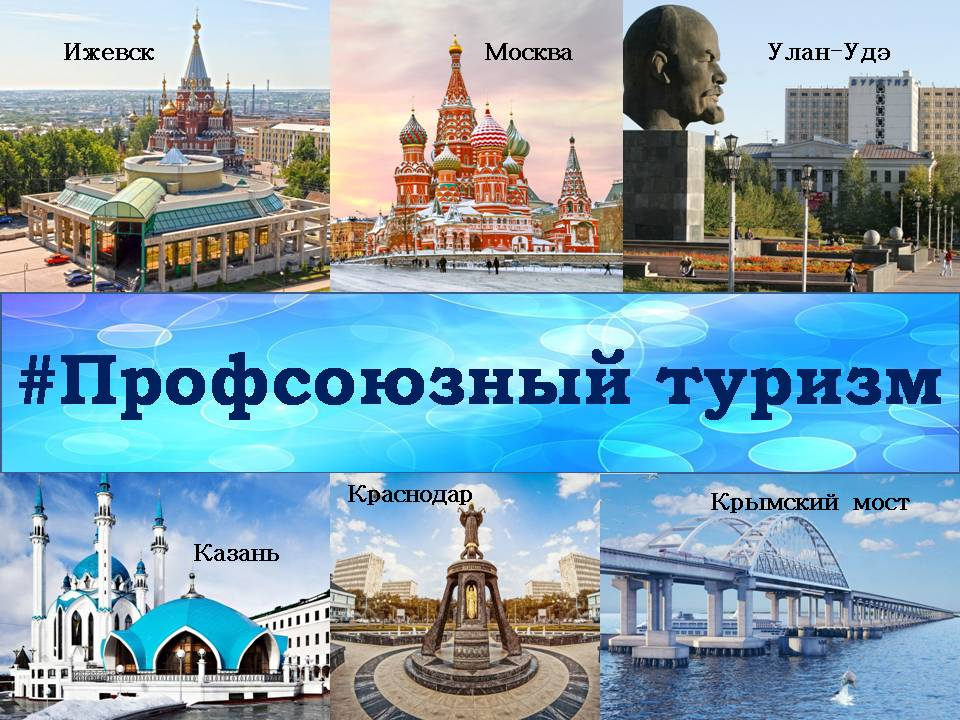 Ижевск
Москва
Улан-Удэ
#Профсоюзный туризм
Краснодар
Крымский мост
Казань